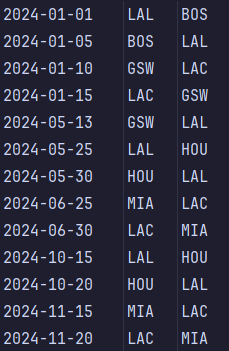 2024-01-01 LAL BOS
2024-01-05 BOS LAL
2024-01-10 GSW LAC
2024-01-15 LAC GSW
2024-05-13 GSW LAL
2024-05-25 LAL HOU
2024-05-30 HOU LAL
2024-06-25 MIA LAC
2024-06-30 LAC MIA
2024-10-15 LAL HOU
2024-10-20 HOU LAL
2024-11-15 MIA LAC
2024-11-20 LAC MIA